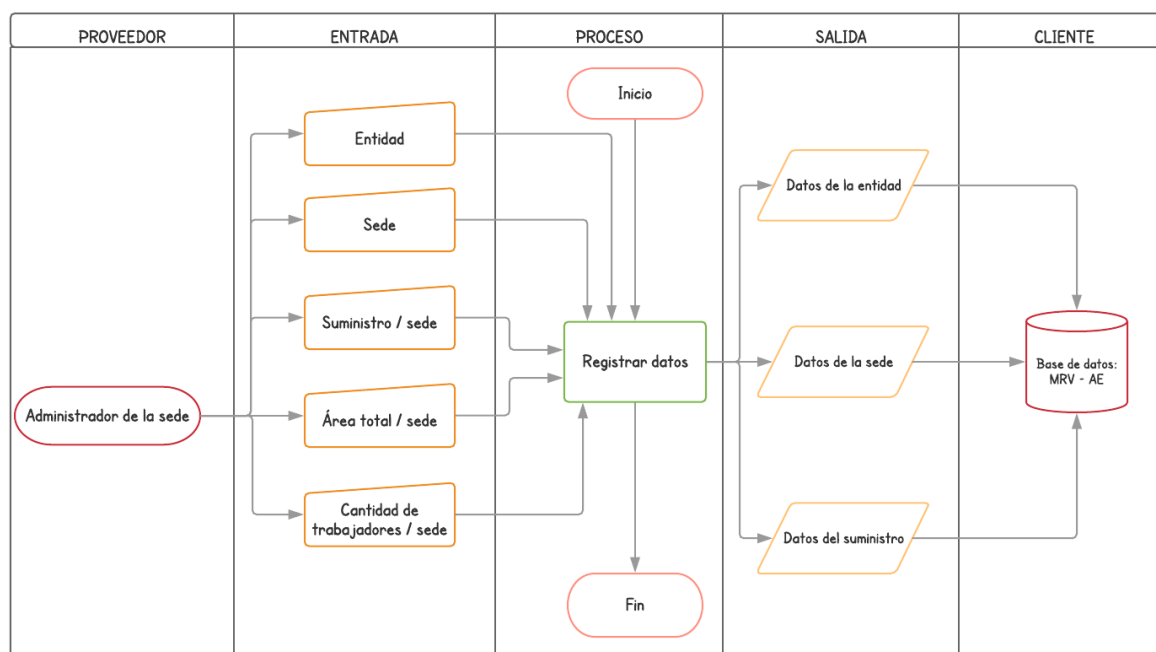 PROVEEDOR
ENTRADA
PROCESO
SALIDA
CLIENTE
Administrador de la sede
Entidad
Sede
Suministro / sede
Área total / sede
Cantidad de
trabajadores / sede
Inicio
Registrar datos
Fin
Datos de la entidad
Datos de la sede
Datos del suministro
Base de datos:
MRV - AE